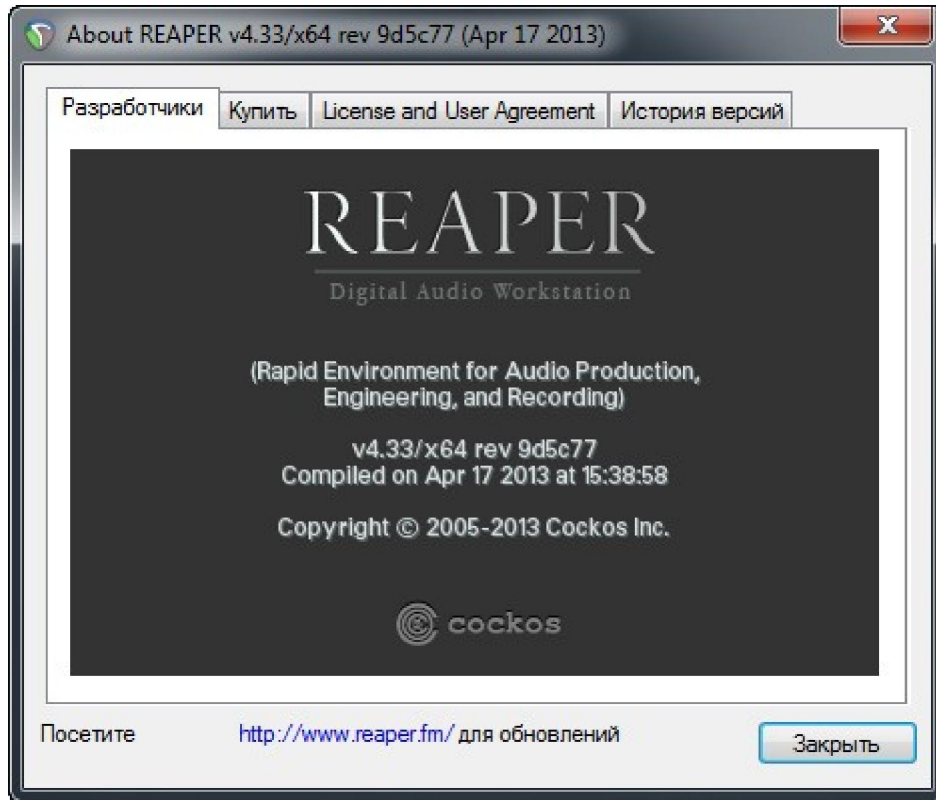 About REAPER v4.33/x64 rev 9d5c77 (Apr 17 2013)
Разработчики Купить License and User Agreement История версий
REAPER
Digital Audio Workstation
(Rapid Environment for Audio Production,
Engineering, and Recording)
v4.33/x64 rev 9d5c77
Compiled on Apr 17 2013 at 15:38:58
Copyright © 2005-2013 Cockos Inc.
cockos
Посетите http://www.reaper.fm/ для обновлений
Закрыть